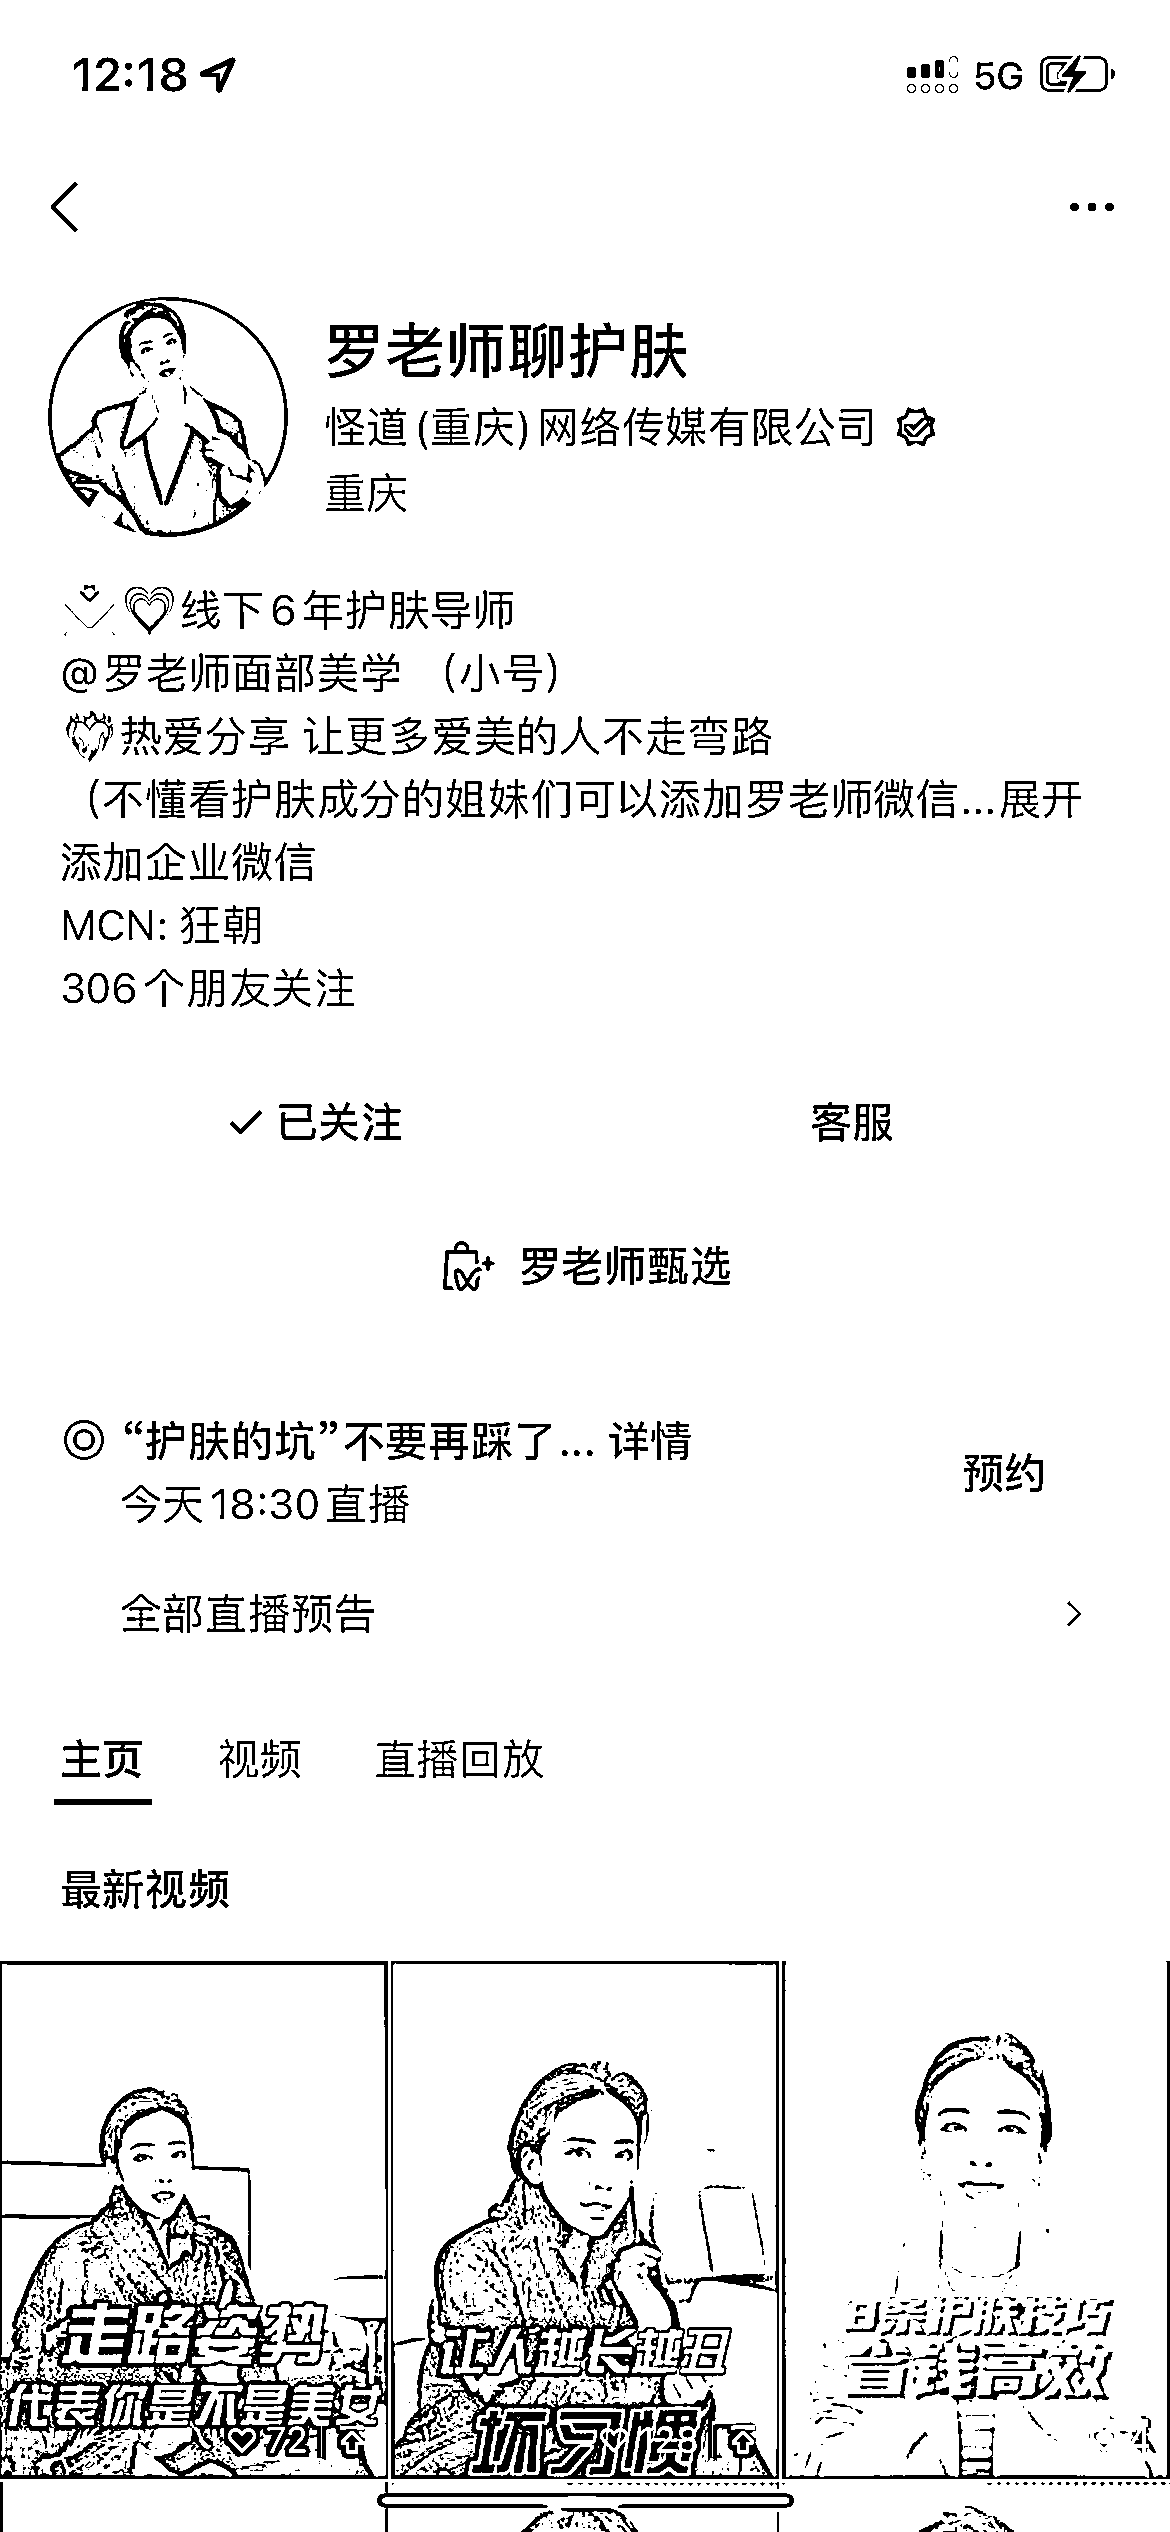 12:18
5G
罗老师聊护肤
怪道(重庆)网络传媒有限公司
重庆
线下6年护肤导师
@罗老师面部美学 （小号）
热爱分享 让更多爱美的人不走弯路
（不懂看护肤成分的姐妹们可以添加罗老师微信...展开
添加企业微信
MCN: 狂朝
306个朋友关注
已关注
客服
罗老师甄选
“护肤的坑”不要再踩了... 详情
预约
今天18:30直播
全部直播预告
主页 视频 直播回放
最新视频
走路姿势
代表你是不是美女
让人越长越丑
坏习惯
8条护肤技巧
省钱高效